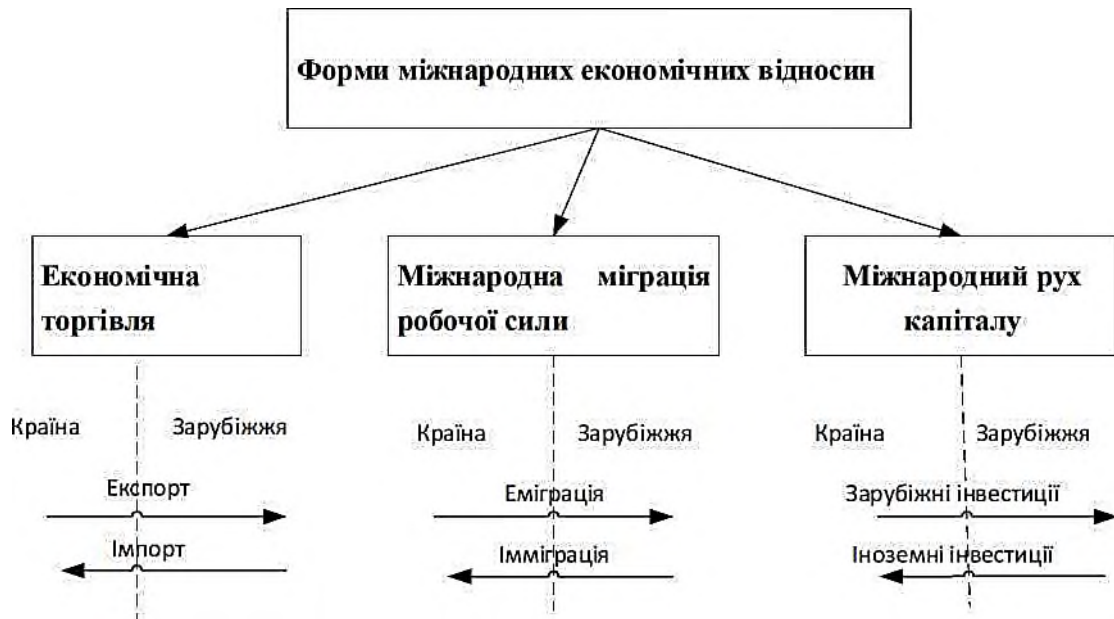 Форми міжнародних економічних відносин
Економічна
торгівля
Міжнародна міграція
робочої сили
Міжнародний рух
капіталу
Країна Зарубіжжя
Експорт
Імпорт
Країна Зарубіжжя
Еміграція
Імміграція
Країна Зарубіжжя
Зарубіжні інвестиції
Іноземні інвестиції